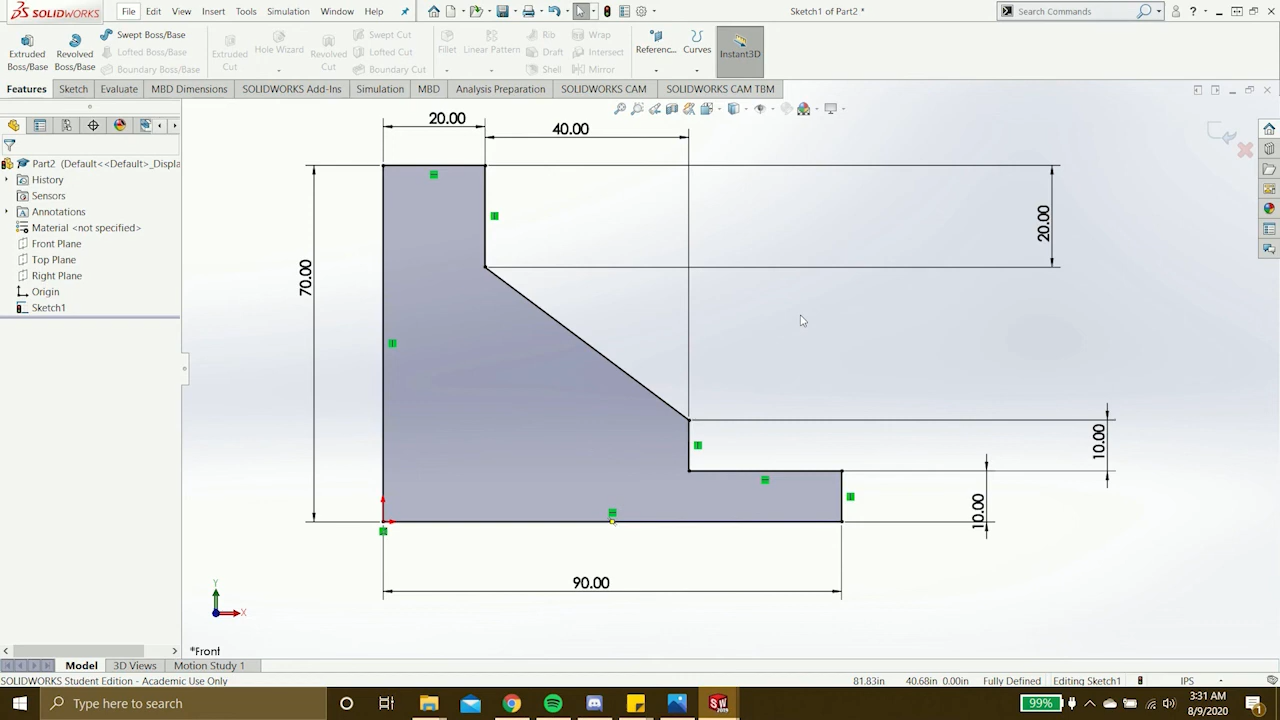 SOLIDWORKS File Edit View Insert Tools Simulation Window Help Sketch1 of Part2 * Search Commands ?
Extruded Boss/Base Revolved Boss/Base Swept Boss/Base Lofted Boss/Base Boundary Boss/Base Extruded Cut Hole Wizard Revolved Cut Swept Cut Lofted Cut Boundary Cut Fillet Linear Pattern Rib Draft Shell Wrap Intersect Mirror Referenc... Curves Instant3D
Features Sketch Evaluate MBD Dimensions SOLIDWORKS Add-Ins Simulation MBD Analysis Preparation SOLIDWORKS CAM SOLIDWORKS CAM TBM
Part2 (Default<<Default>_Displa
History
Sensors
Annotations
Material <not specified>
Front Plane
Top Plane
Right Plane
Origin
Sketch1
20.00
40.00
20.00
70.00
10.00
10.00
90.00
Y
X
*Front
Model 3D Views Motion Study 1
SOLIDWORKS Student Edition - Academic Use Only 81.83in 40.68in 0.00in Fully Defined Editing Sketch1 IPS
Type here to search 99% 3:31 AM
8/9/2020